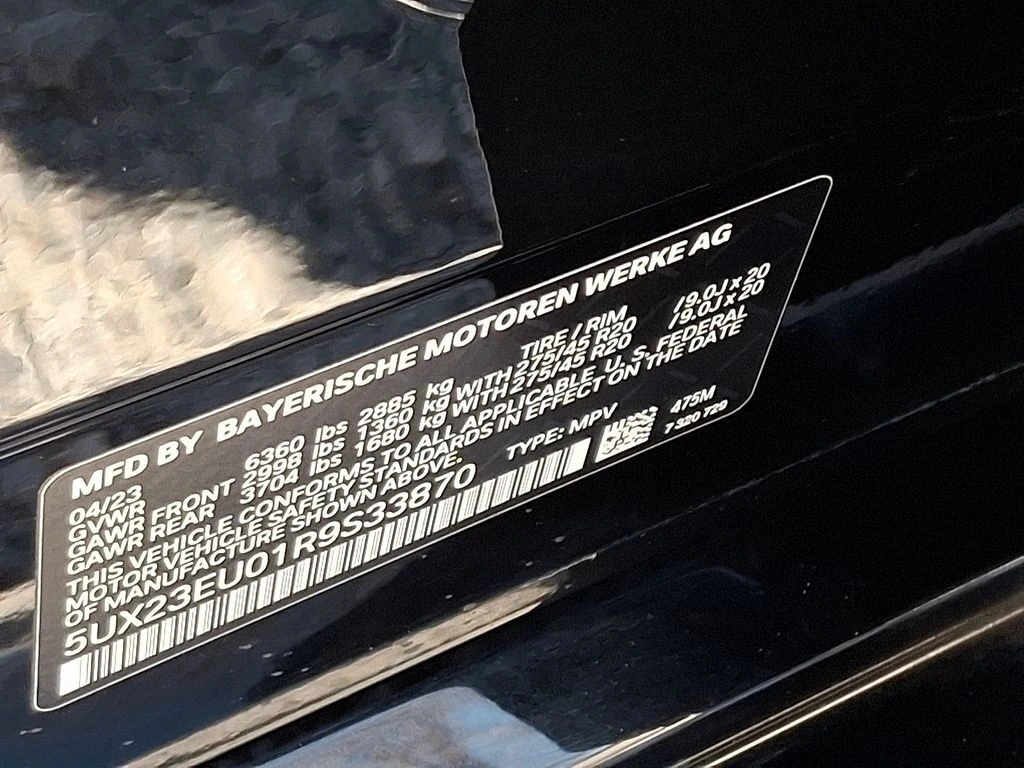 MFD BY BAYERISCHE MOTOREN WERKE AG
04/23 TIRE / RIM
GVWR 6360 lbs 2885 kg
GAWR FRONT 2998 lbs 1360 kg WITH 275/45 R20 /9.0J x 20
GAWR REAR 3704 lbs 1680 kg WITH 275/45 R20 /9.0J x 20
THIS VEHICLE CONFORMS TO ALL APPLICABLE U. S. FEDERAL
MOTOR VEHICLE SAFETY STANDARDS IN EFFECT ON THE DATE
OF MANUFACTURE SHOWN ABOVE.
5UX23EU01R9S33870 TYPE: MPV
475M
7 320 729